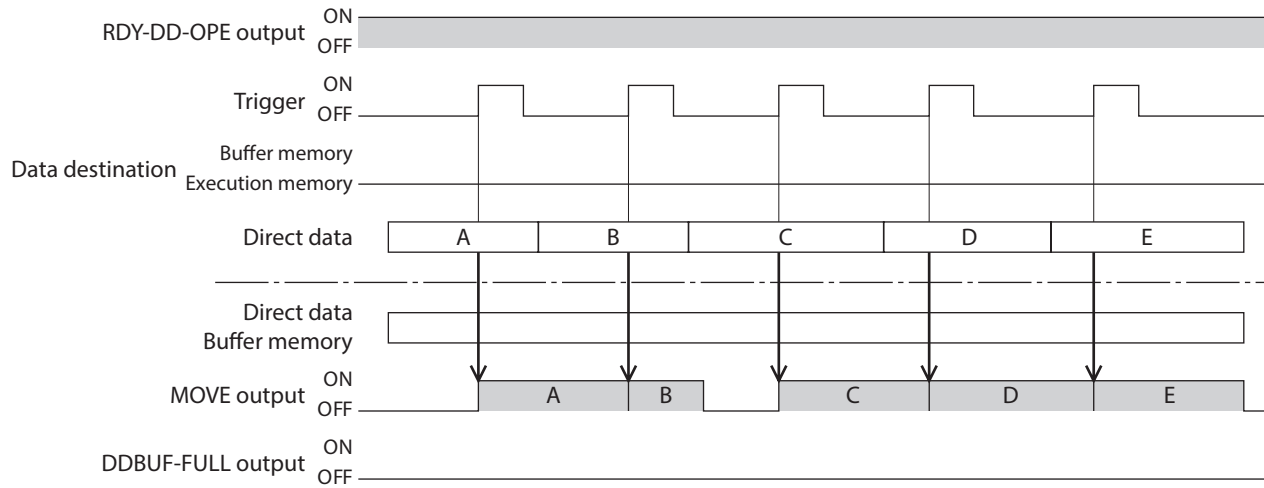 RDY-DD-OPE output ON
OFF
Trigger ON
OFF
Data destination Buffer memory
Execution memory
Direct data A B C D E
Direct data
Buffer memory
MOVE output ON
OFF A B C D E
DDBUF-FULL output ON
OFF